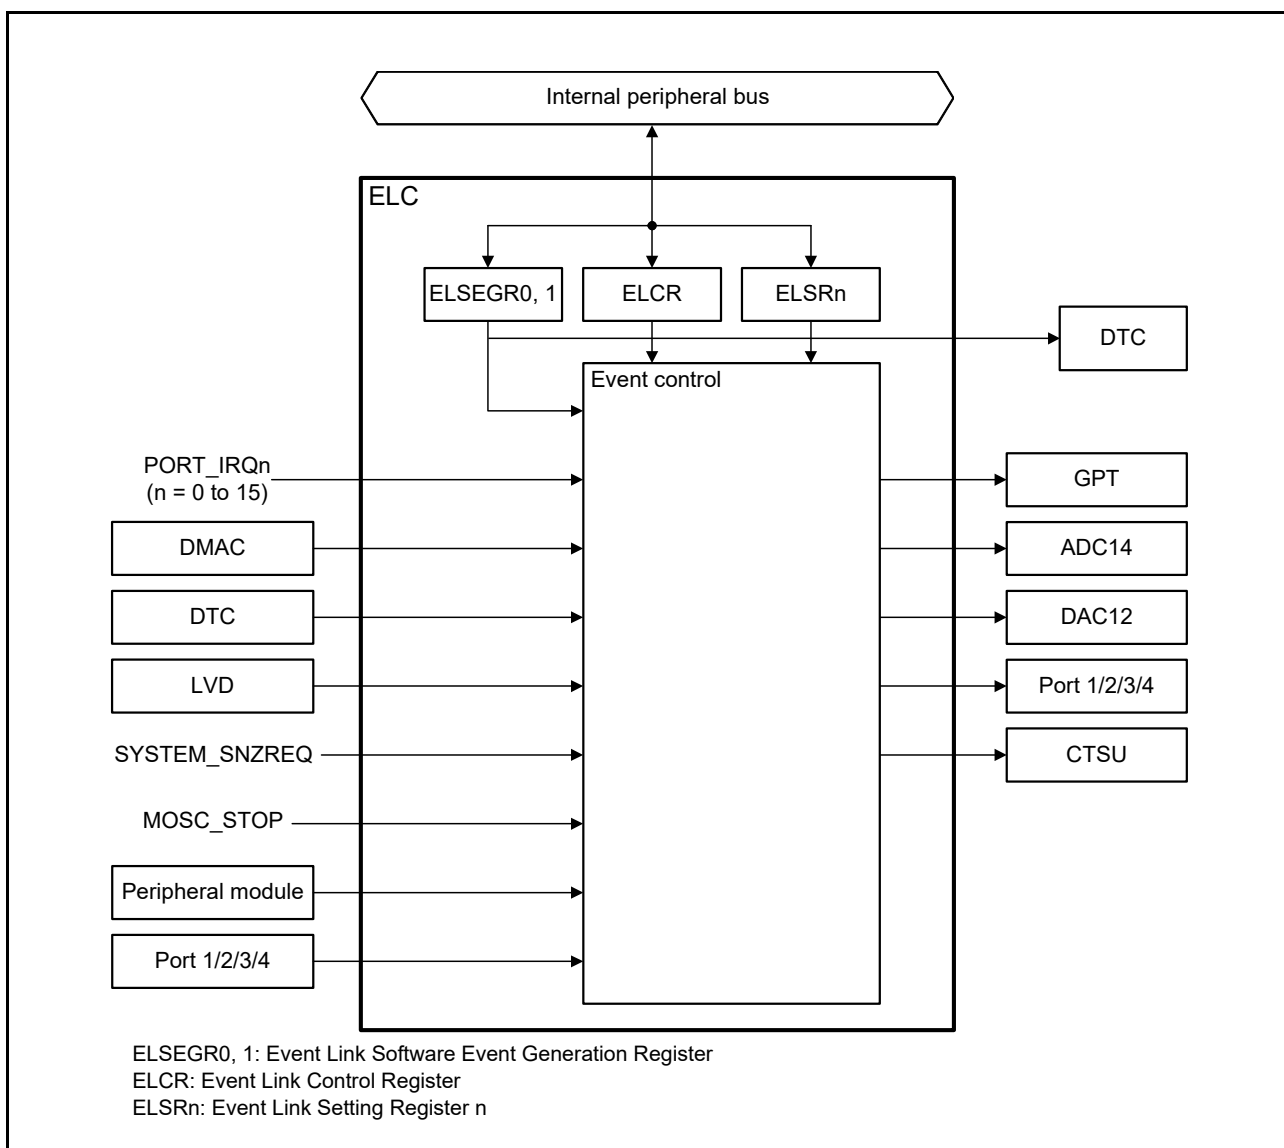 Internal peripheral bus
ELC
ELSEGR0, 1
ELCR
ELSRn
DTC
Event control
PORT_IRQn
(n = 0 to 15)
GPT
DMAC
ADC14
DTC
DAC12
LVD
Port 1/2/3/4
SYSTEM_SNZREQ
CTSU
MOSC_STOP
Peripheral module
Port 1/2/3/4
ELSEGR0, 1: Event Link Software Event Generation Register
ELCR: Event Link Control Register
ELSRn: Event Link Setting Register n